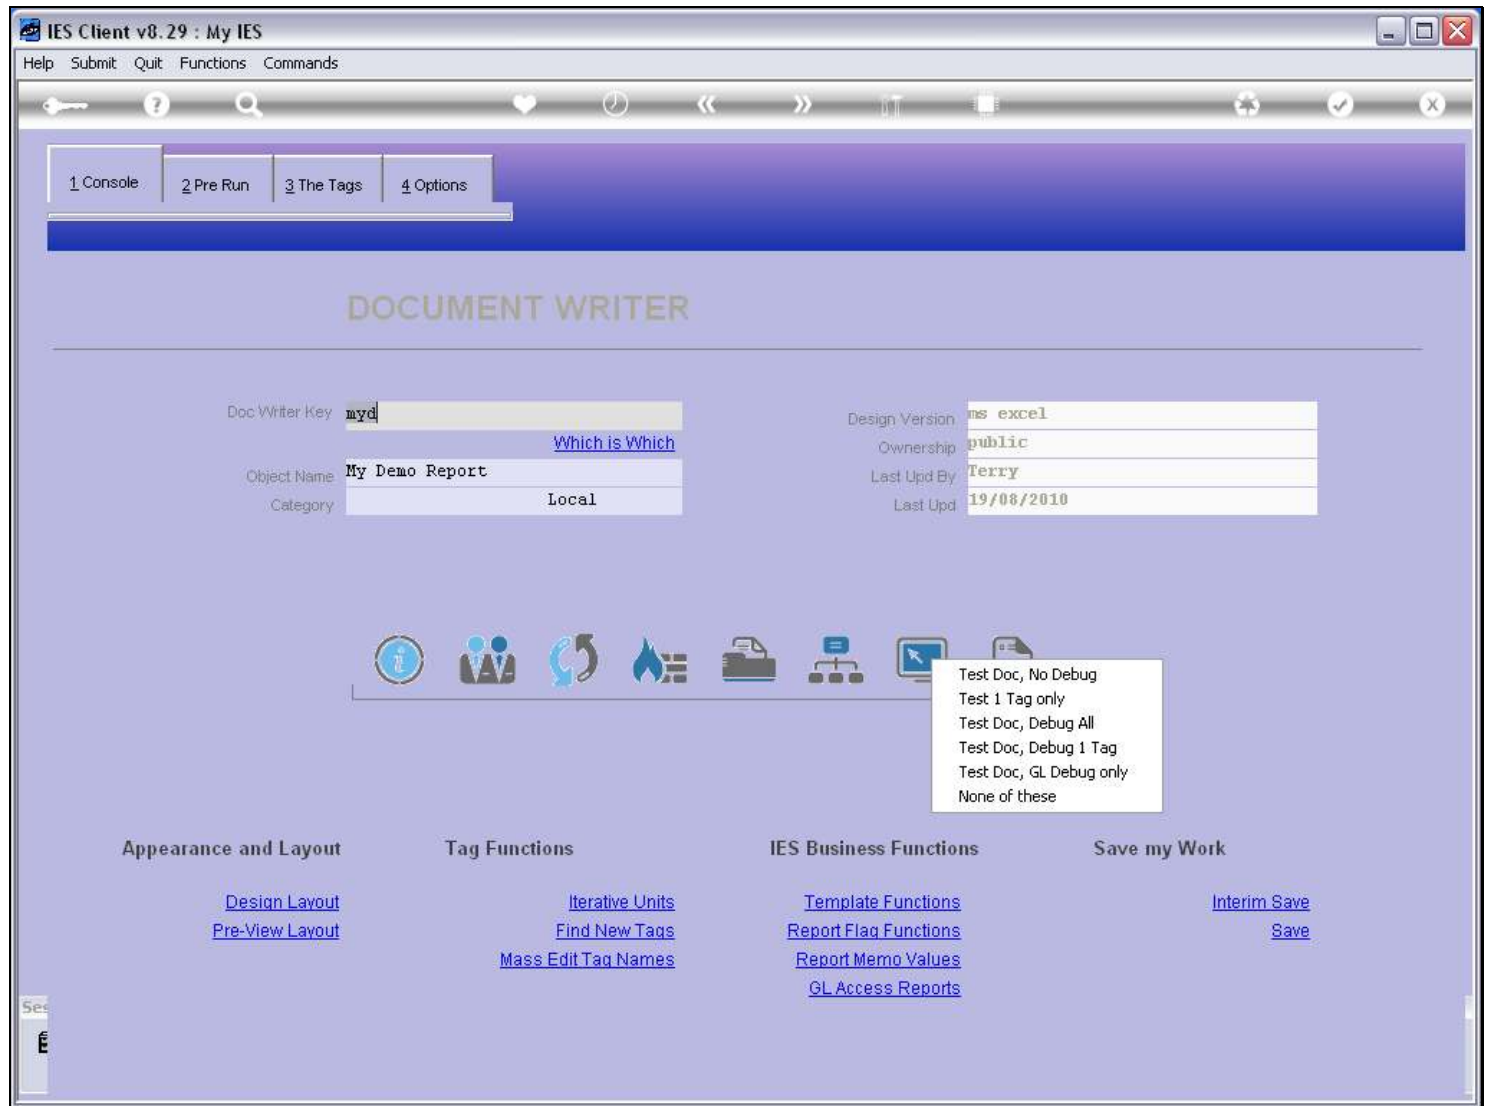 IES Client v8.29 : My IES
Help Submit Quit Functions Commands
1 Console 2 Pre Run 3 The Tags 4 Options
DOCUMENT WRITER
Doc Writer Key myd
Which is Which
Object Name My Demo Report
Category Local
Design Version ms excel
Ownership public
Last Upd By Terry
Last Upd 19/08/2010
Test Doc, No Debug
Test 1 Tag only
Test Doc, Debug All
Test Doc, Debug 1 Tag
Test Doc, GL Debug only
None of these
Appearance and Layout Tag Functions IES Business Functions Save my Work
Design Layout Iterative Units Template Functions Interim Save
Pre-View Layout Find New Tags Report Flag Functions Save
Mass Edit Tag Names Report Memo Values
GL Access Reports